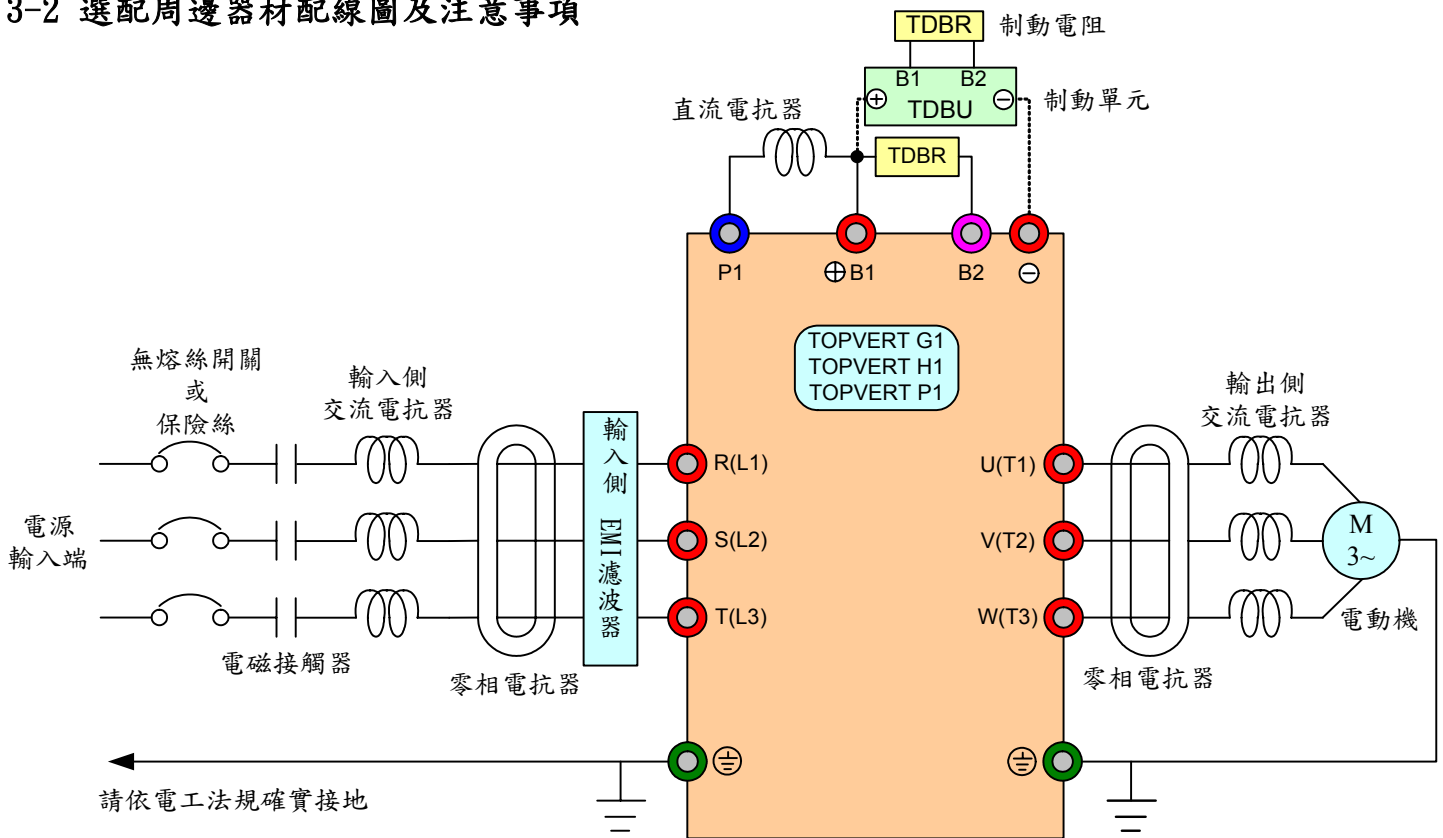 3-2 選配周邊器材配線圖及注意事項
TDBR
制動電阻
B1
B2
TDBU
制動單元
直流電抗器
TDBR
P1
B1
B2
TOPVERT G1
TOPVERT H1
TOPVERT P1
無熔絲開關
或
保險絲
輸入側
交流電抗器
輸入側 EMI濾波器
輸出側
交流電抗器
R(L1)
U(T1)
電源
輸入端
S(L2)
V(T2)
M
3~
T(L3)
W(T3)
電動機
電磁接觸器
零相電抗器
零相電抗器
請依電工法規確實接地